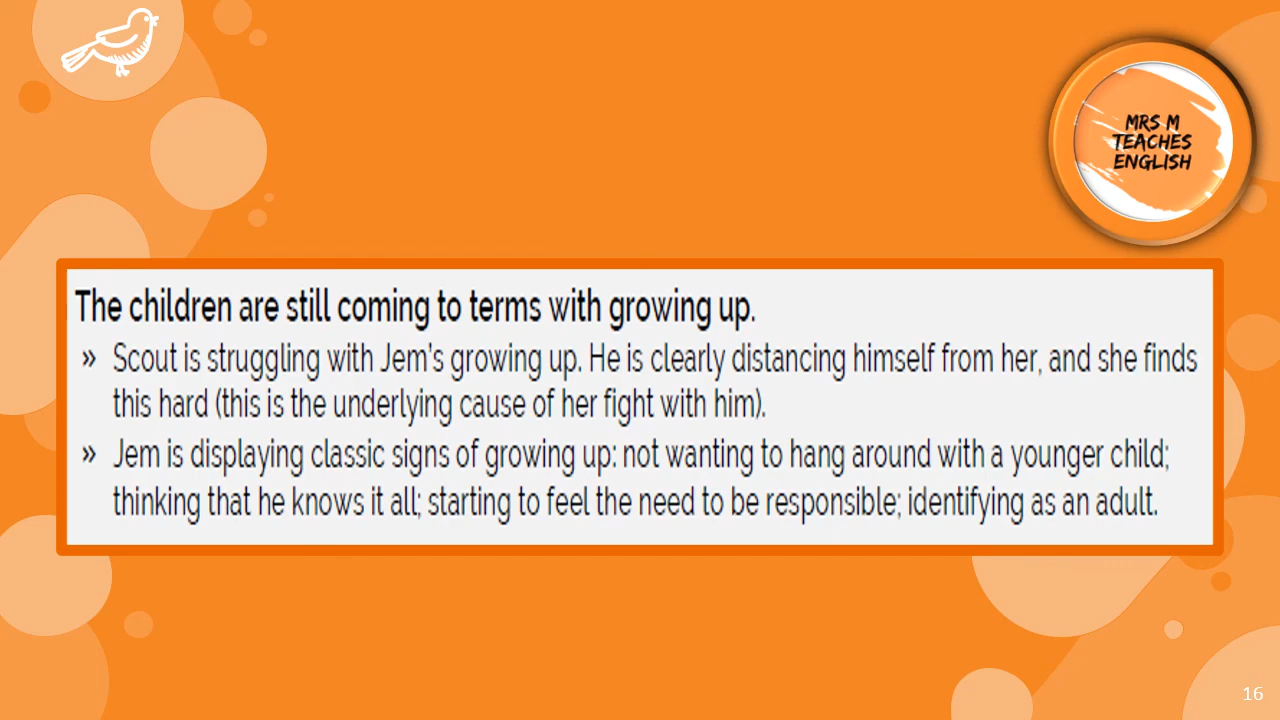 MRS M
TEACHES
ENGLISH
The children are still coming to terms with growing up.
» Scout is struggling with Jem's growing up. He is clearly distancing himself from her, and she finds
this hard (this is the underlying cause of her fight with him).
» Jem is displaying classic signs of growing up: not wanting to hang around with a younger child;
thinking that he knows it all; starting to feel the need to be responsible; identifying as an adult.
16